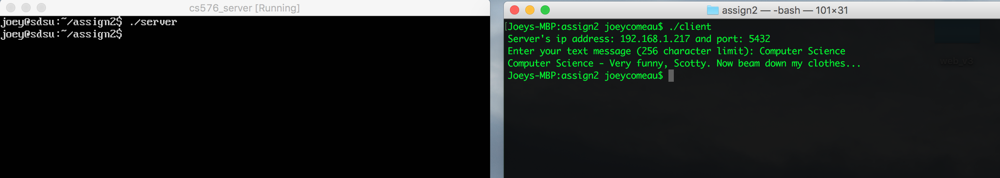 cs576_server [Running]
joey@sdsu:~/assign2$ ./server
joey@sdsu:~/assign2$
assign2 — -bash — 101×31
[Joeys-MBP:assign2 joeycomeau$ ./client
Server's ip address: 192.168.1.217 and port: 5432
Enter your text message (256 character limit): Computer Science
Computer Science - Very funny, Scotty. Now beam down my clothes...
Joeys-MBP:assign2 joeycomeau$
web_v3